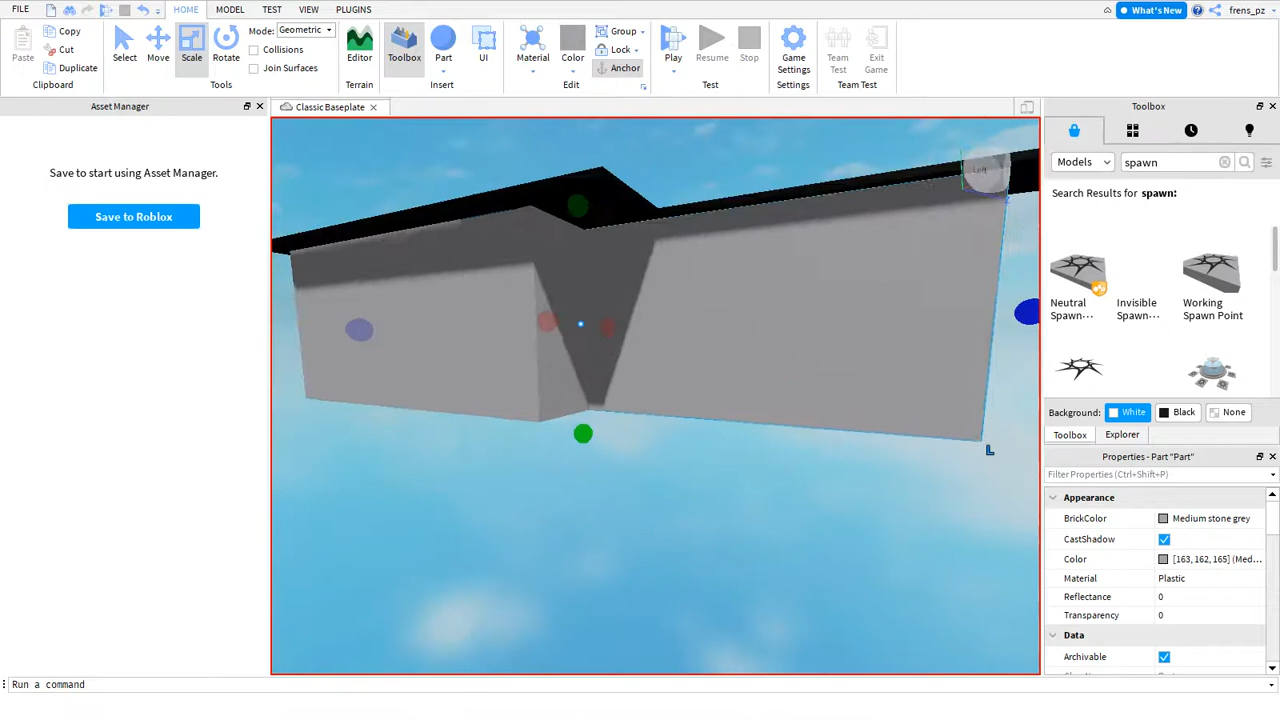 FILE HOME MODEL TEST VIEW PLUGINS What's New frens_pz
Paste Copy Cut Duplicate Clipboard
Select Move Scale Rotate Mode: Geometric Collisions Join Surfaces Tools
Editor Terrain
Toolbox Part UI Insert
Material Color Group Lock Anchor Edit
Play Resume Stop Test
Game Settings Settings
Team Test Exit Game Team Test
Asset Manager
Classic Baseplate
Toolbox
Save to start using Asset Manager.
Save to Roblox
Left
L
Models spawn
Search Results for spawn:
Neutral Spawn···
Invisible Spawn···
Working Spawn Point
Background: White Black None
Toolbox Explorer
Properties - Part "Part"
Filter Properties (Ctrl+Shift+P)
Appearance
BrickColor Medium stone grey
CastShadow
Color [163, 162, 165] (Med...
Material Plastic
Reflectance 0
Transparency 0
Data
Archivable
Run a command